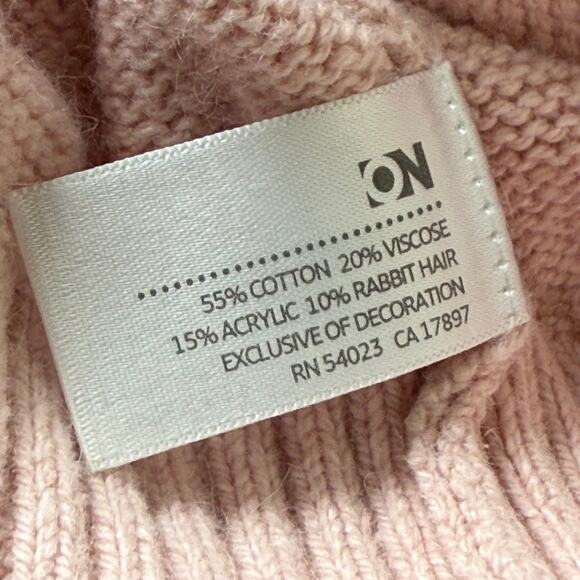 ON
55% COTTON 20% VISCOSE
15% ACRYLIC 10% RABBIT HAIR
EXCLUSIVE OF DECORATION
RN 54023 CA 17897